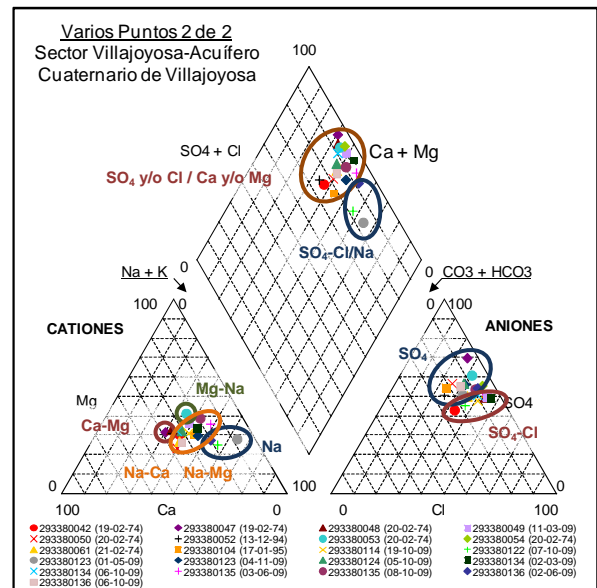 Varios Puntos 2 de 2
Sector Villajoyosa-Acuífero
Cuaternario de Villajoyosa
100
SO4 + Cl
Ca + Mg
SO₄ y/o Cl / Ca y/o Mg
SO₄-Cl/Na
0
0
Na + K
CO3 + HCO3
100 0
0 100
100
CATIONES
ANIONES
SO₄
Mg-Na
Mg
SO4
Ca-Mg
Na
SO₄-Cl
Na-Ca
Na-Mg
100 0
0 100
Ca
Cl
293380042 (19-02-74)
293380047 (19-02-74)
293380048 (20-02-74)
293380049 (11-03-09)
293380050 (20-02-74)
293380052 (13-12-94)
293380053 (20-02-74)
293380054 (20-02-74)
293380061 (21-02-74)
293380104 (17-01-95)
293380114 (19-10-09)
293380122 (07-10-09)
293380123 (01-05-09)
293380123 (04-11-09)
293380124 (05-10-09)
293380134 (02-03-09)
293380134 (06-10-09)
293380135 (03-06-09)
293380135 (08-10-09)
293380136 (02-06-09)
293380136 (06-10-09)